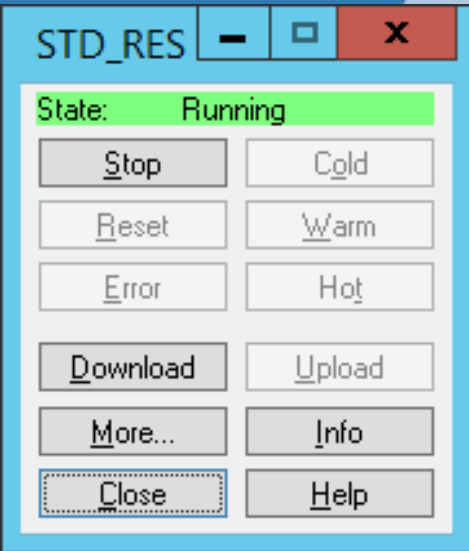 STD_RES
State: Running
Stop Cold
Reset Warm
Error Hot
Download Upload
More... Info
Close Help